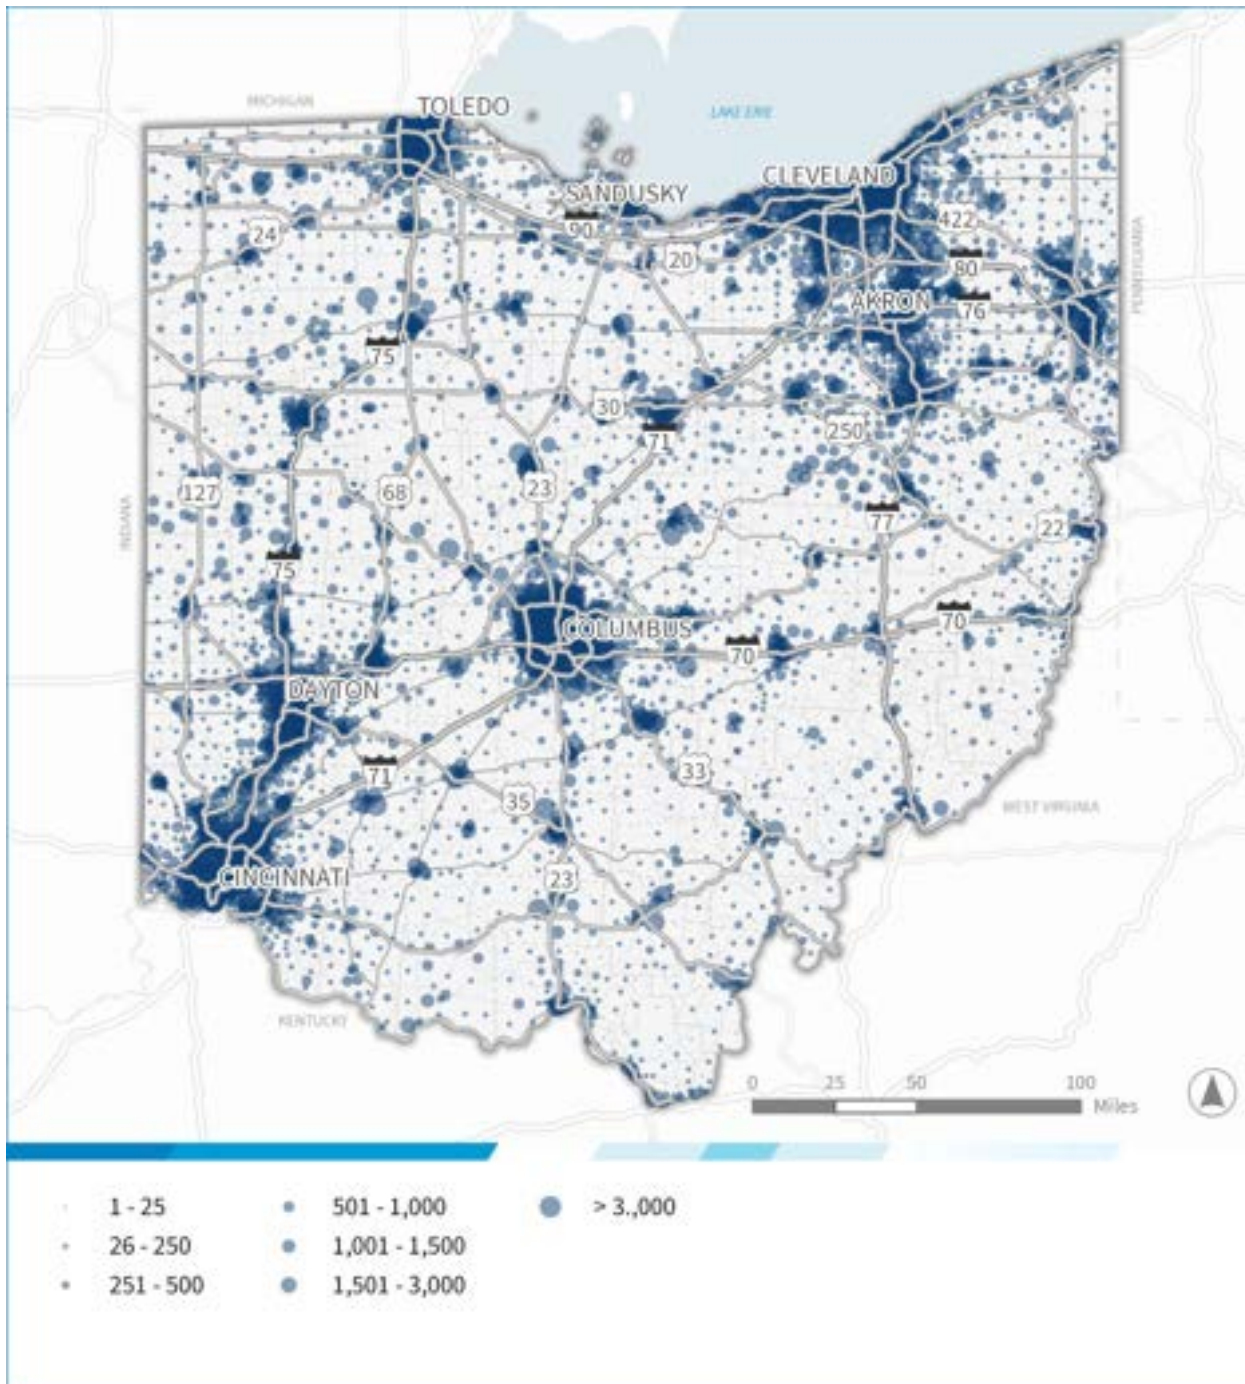 MICHIGAN
TOLEDO
LAKE ERIE
CLEVELAND
SANDUSKY
90
422
24
20
80
PENNSYLVANIA
AKRON
76
75
30
250
71
127
68
23
77
INDIANA
22
75
COLUMBUS
70
70
DAYTON
71
33
35
WEST VIRGINIA
CINCINNATI
23
KENTUCKY
0 25 50 100
Miles
1 - 25
26 - 250
251 - 500
501 - 1,000
1,001 - 1,500
1,501 - 3,000
> 3.,000